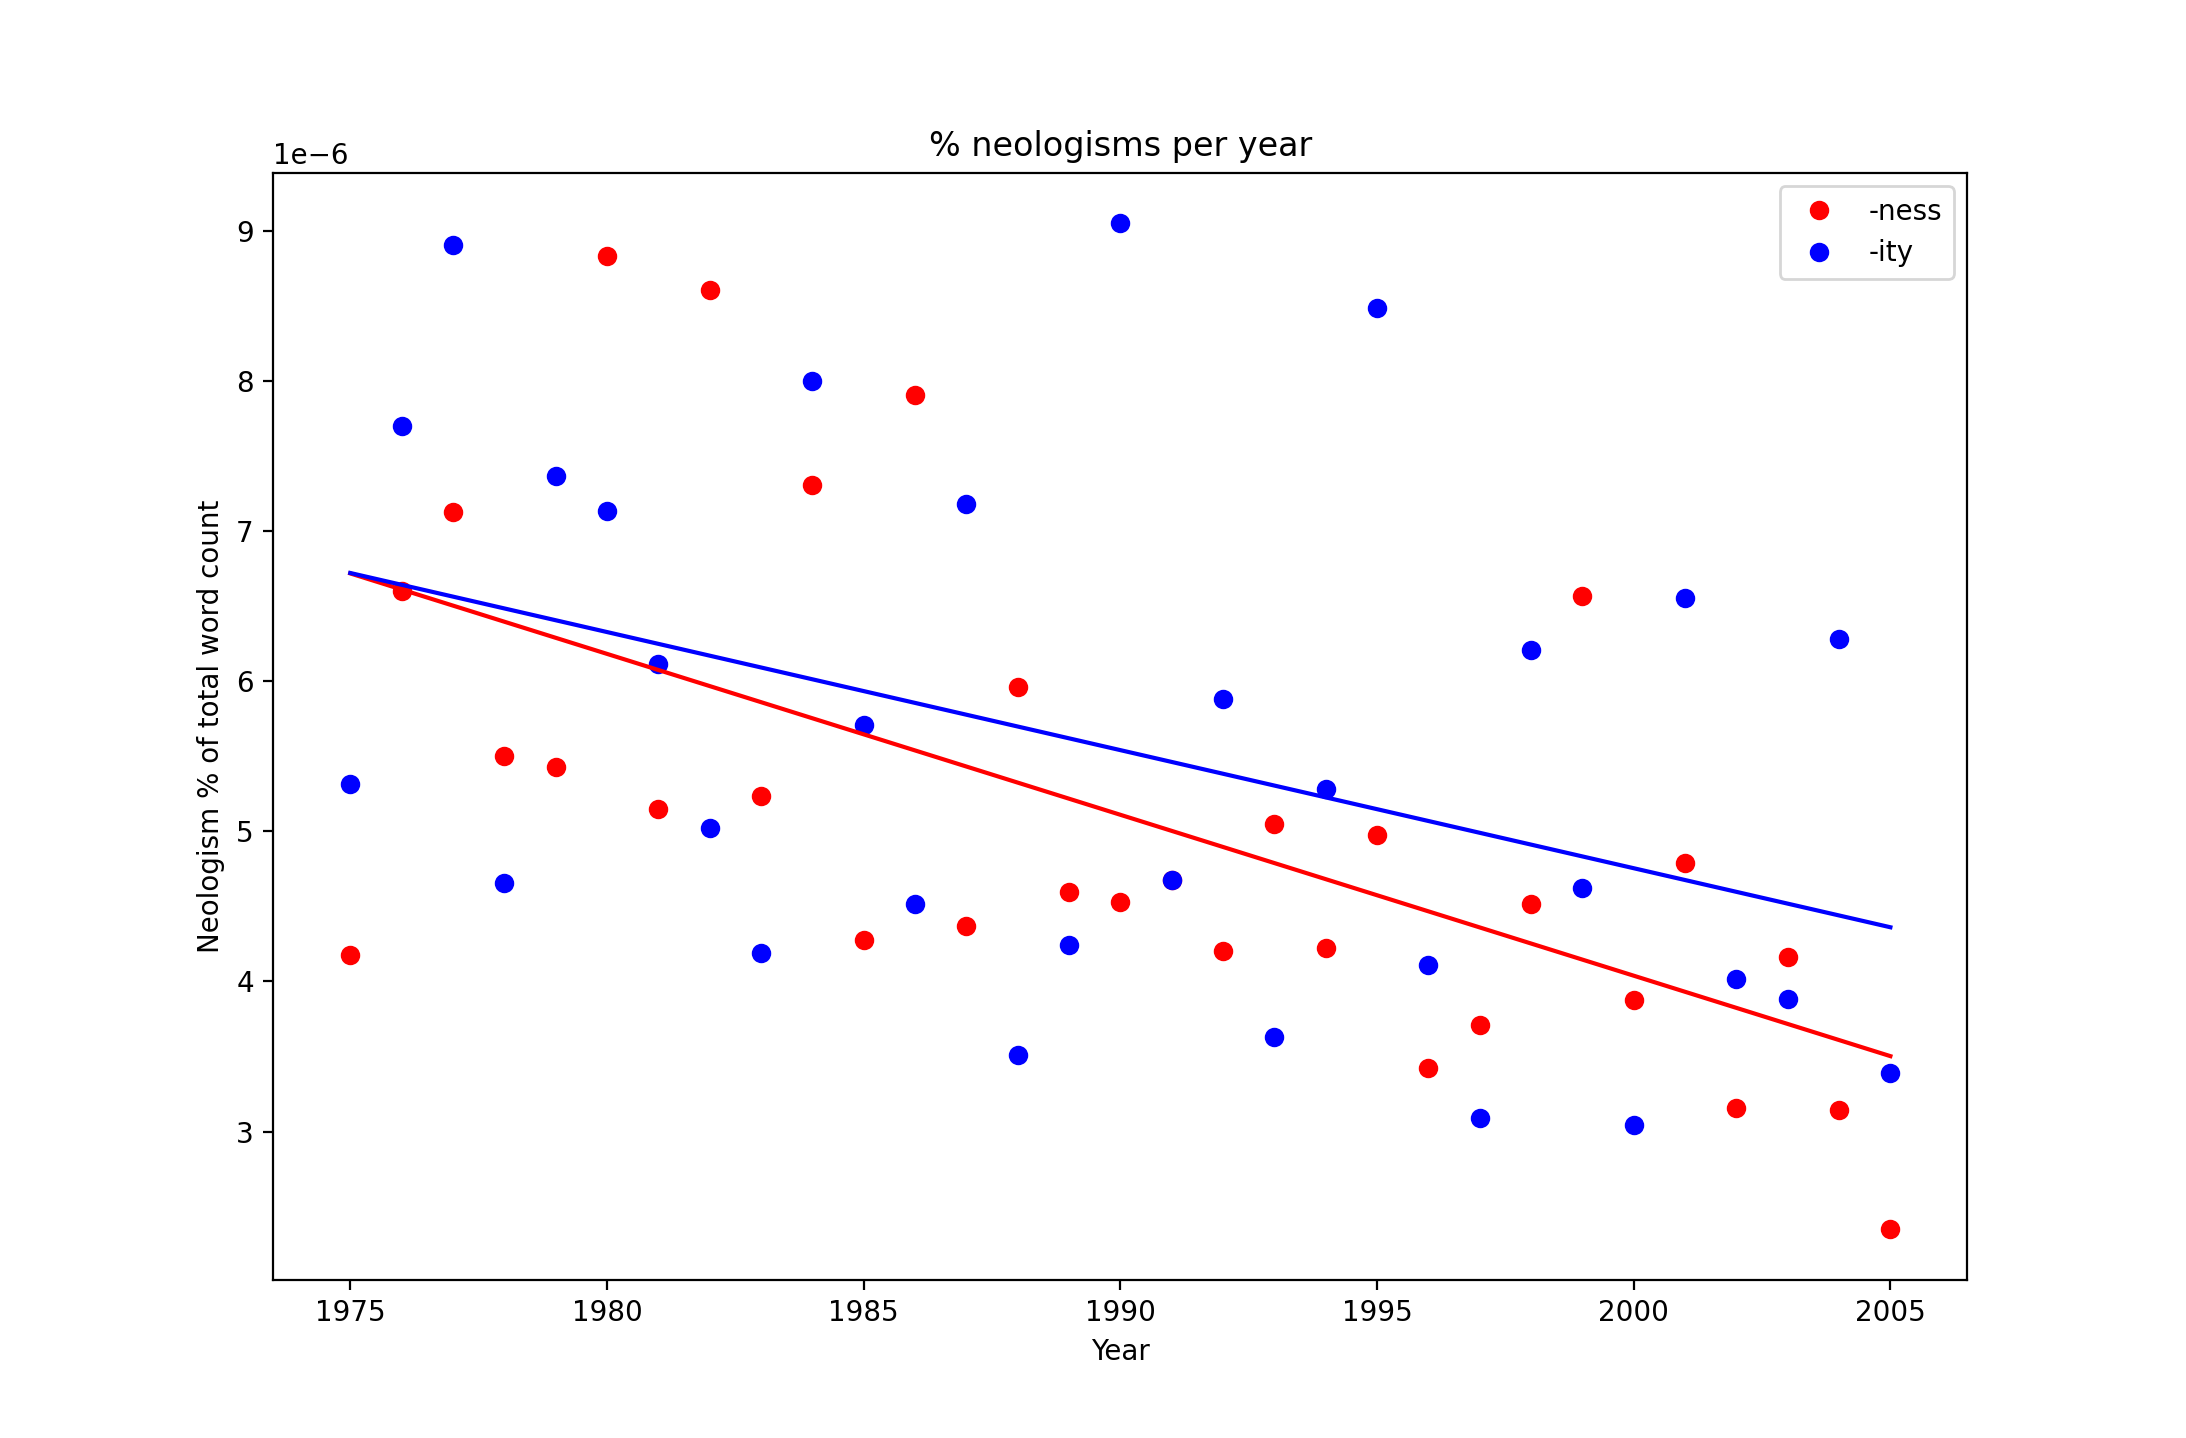 % neologisms per year
1e−6
-ness
-ity
9
8
7
6
5
4
3
Neologism % of total word count
1975 1980 1985 1990 1995 2000 2005
Year